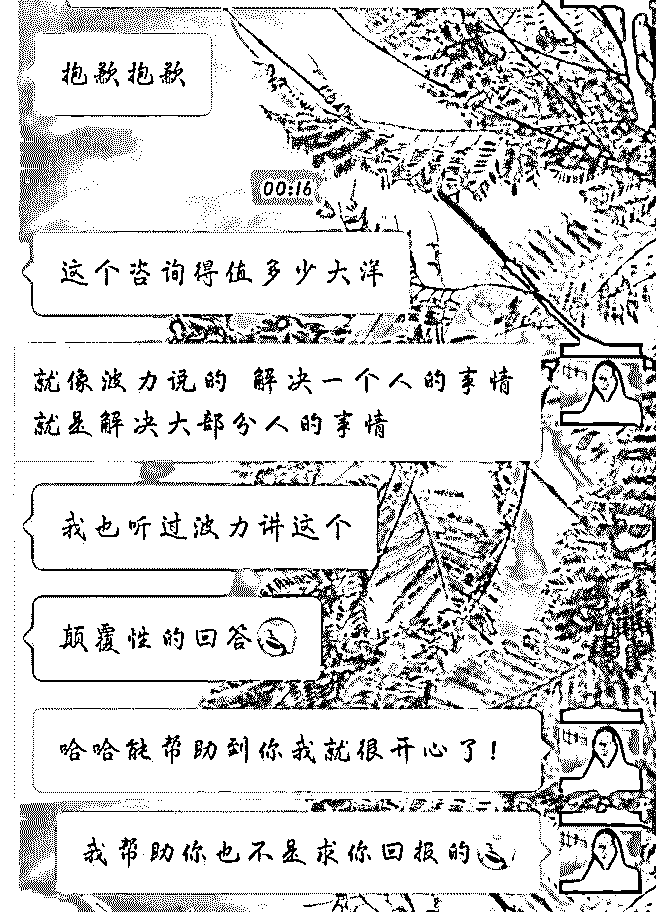 抱歉抱歉
00:16
这个咨询得值多少大洋
就像波力说的 解决一个人的事情
就是解决大部分人的事情
我也听过波力讲这个
颠覆性的回答
哈哈能帮助到你我就很开心了！
我帮助你也不是求你回报的